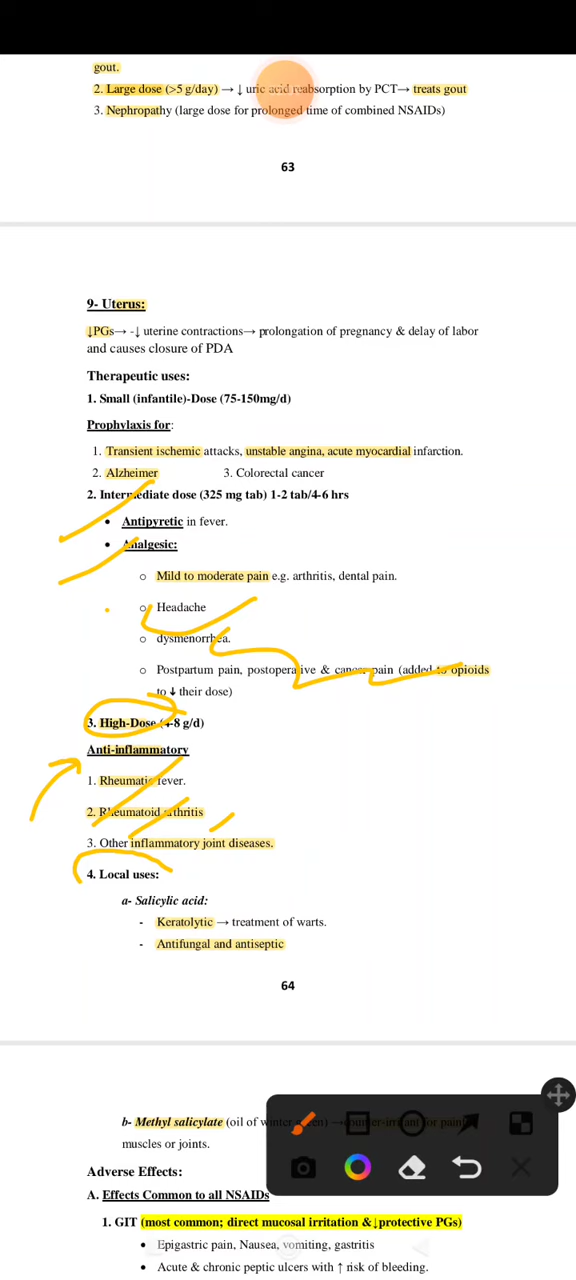 gout.
2. Large dose (>5 g/day) → ↓ uric acid reabsorption by PCT→ treats gout
3. Nephropathy (large dose for prolonged time of combined NSAIDs)
63
9- Uterus:
↓PGs→ -↓ uterine contractions→ prolongation of pregnancy & delay of labor
and causes closure of PDA
Therapeutic uses:
1. Small (infantile)-Dose (75-150mg/d)
Prophylaxis for:
1. Transient ischemic attacks, unstable angina, acute myocardial infarction.
2. Alzheimer 3. Colorectal cancer
2. Intermediate dose (325 mg tab) 1-2 tab/4-6 hrs
• Antipyretic in fever.
• Analgesic:
o Mild to moderate pain e.g. arthritis, dental pain.
o Headache
o dysmenorrhea.
o Postpartum pain, postoperative & cancer pain (added to opioids
to ↓ their dose)
3. High-Dose -8 g/d)
Anti-inflammatory
1. Rheumatic fever.
2. Rheumatoid arthritis
3. Other inflammatory joint diseases.
4. Local uses:
a- Salicylic acid:
- Keratolytic → treatment of warts.
- Antifungal and antiseptic
64
b- Methyl salicylate (oil of wintergreen) →counter-irritant for pain
muscles or joints.
Adverse Effects:
A. Effects Common to all NSAIDs
1. GIT (most common; direct mucosal irritation &↓protective PGs)
• Epigastric pain, Nausea, vomiting, gastritis
• Acute & chronic peptic ulcers with ↑ risk of bleeding.